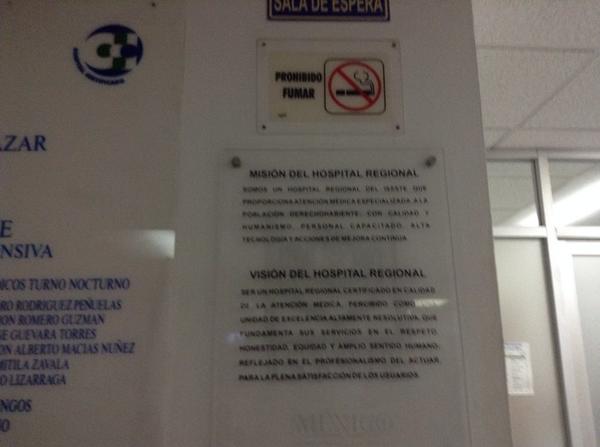 SALA DE ESPERA
PROHIBIDO
FUMAR
AZAR
E
NSIVA
DICOS TURNO NOCTURNO
RO RODRIGUEZ PEÑUELAS
ON ROMERO GUZMAN
SE GUEVARA TORRES
ON ALBERTO MACIAS NUÑEZ
MITILA ZAVALA
O LIZARRAGA
NGOS
NO
MISIÓN DEL HOSPITAL REGIONAL
SOMOS UN HOSPITAL REGIONAL DEL ISSSTE QUE
PROPORCIONA ATENCIÓN MÉDICA ESPECIALIZADA A LA
POBLACIÓN DERECHOHABIENTE; CON CALIDAD Y
HUMANISMO, PERSONAL CAPACITADO, ALTA
TECNOLOGÍA Y ACCIONES DE MEJORA CONTINUA.
VISIÓN DEL HOSPITAL REGIONAL
SER UN HOSPITAL REGIONAL CERTIFICADO EN CALIDAD
DE LA ATENCIÓN MÉDICA, PERCIBIDO COMO
UNIDAD DE EXCELENCIA ALTAMENTE RESOLUTIVA, QUE
FUNDAMENTA SUS SERVICIOS EN EL RESPETO,
HONESTIDAD, EQUIDAD Y AMPLIO SENTIDO HUMANO;
REFLEJADO EN EL PROFESIONALISMO DEL ACTUAR,
PARA LA PLENA SATISFACCIÓN DE LOS USUARIOS.
MÉXICO